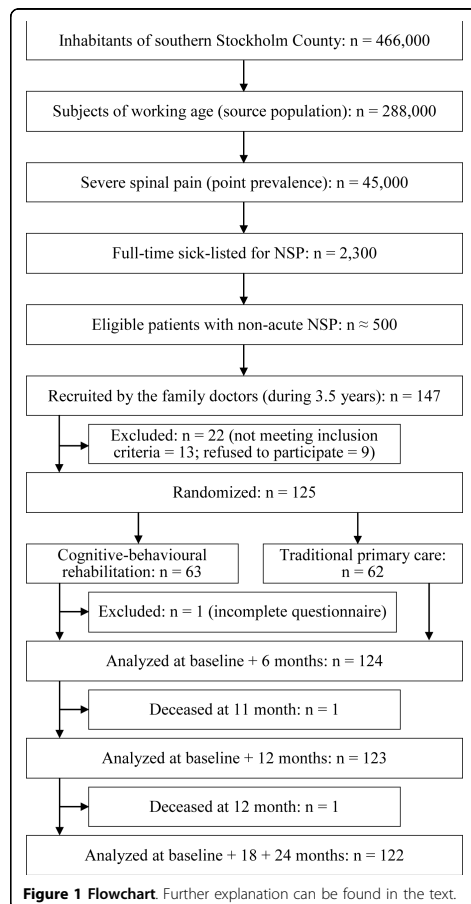 Inhabitants of southern Stockholm County: n = 466,000
Subjects of working age (source population): n = 288,000
Severe spinal pain (point prevalence): n = 45,000
Full-time sick-listed for NSP: n = 2,300
Eligible patients with non-acute NSP: n ≈ 500
Recruited by the family doctors (during 3.5 years): n = 147
Excluded: n = 22 (not meeting inclusion
criteria = 13; refused to participate = 9)
Randomized: n = 125
Cognitive-behavioural
rehabilitation: n = 63
Traditional primary care:
n = 62
Excluded: n = 1 (incomplete questionnaire)
Analyzed at baseline + 6 months: n = 124
Deceased at 11 month: n = 1
Analyzed at baseline + 12 months: n = 123
Deceased at 12 month: n = 1
Analyzed at baseline + 18 + 24 months: n = 122
Figure 1 Flowchart. Further explanation can be found in the text.